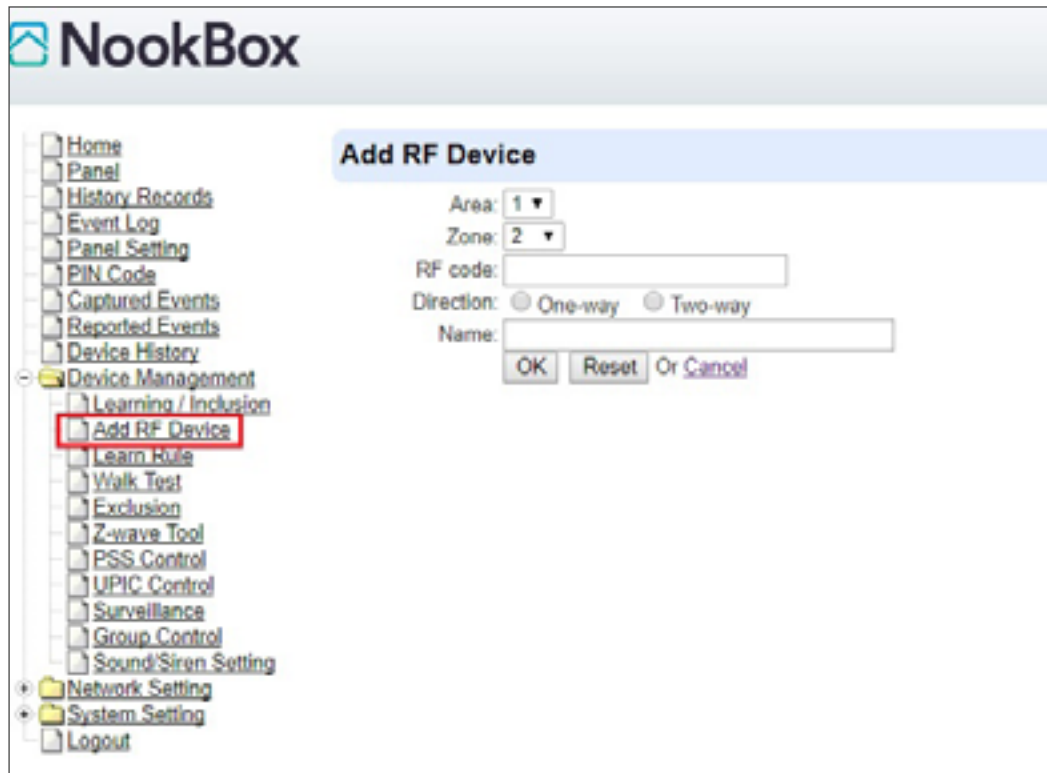 NookBox
Home
Panel
History Records
Event Log
Panel Setting
PIN Code
Captured Events
Reported Events
Device History
Device Management
Learning / Inclusion
Add RF Device
Learn Rule
Walk Test
Exclusion
Z-wave Tool
PSS Control
UPIC Control
Surveillance
Group Control
Sound/Siren Setting
Network Setting
System Setting
Logout
Add RF Device
Area: 1
Zone: 2
RF code:
Direction: One-way Two-way
Name:
OK Reset Or Cancel